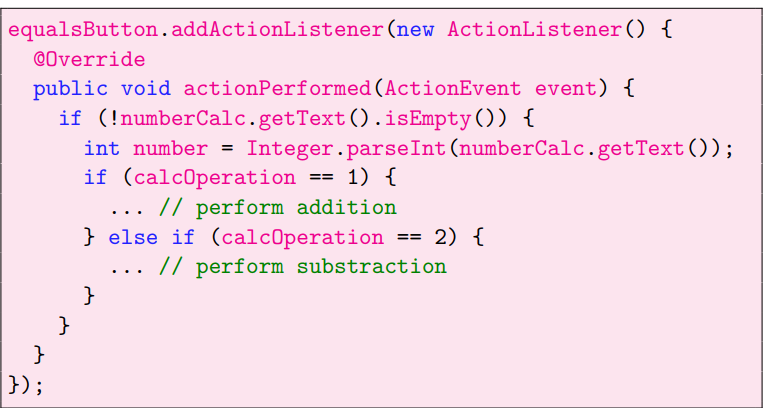 equalsButton.addActionListener(new ActionListener() {
  @Override
  public void actionPerformed(ActionEvent event) {
    if (!numberCalc.getText().isEmpty()) {
      int number = Integer.parseInt(numberCalc.getText());
      if (calcOperation == 1) {
        ... // perform addition
      } else if (calcOperation == 2) {
        ... // perform substraction
      }
    }
  }
});